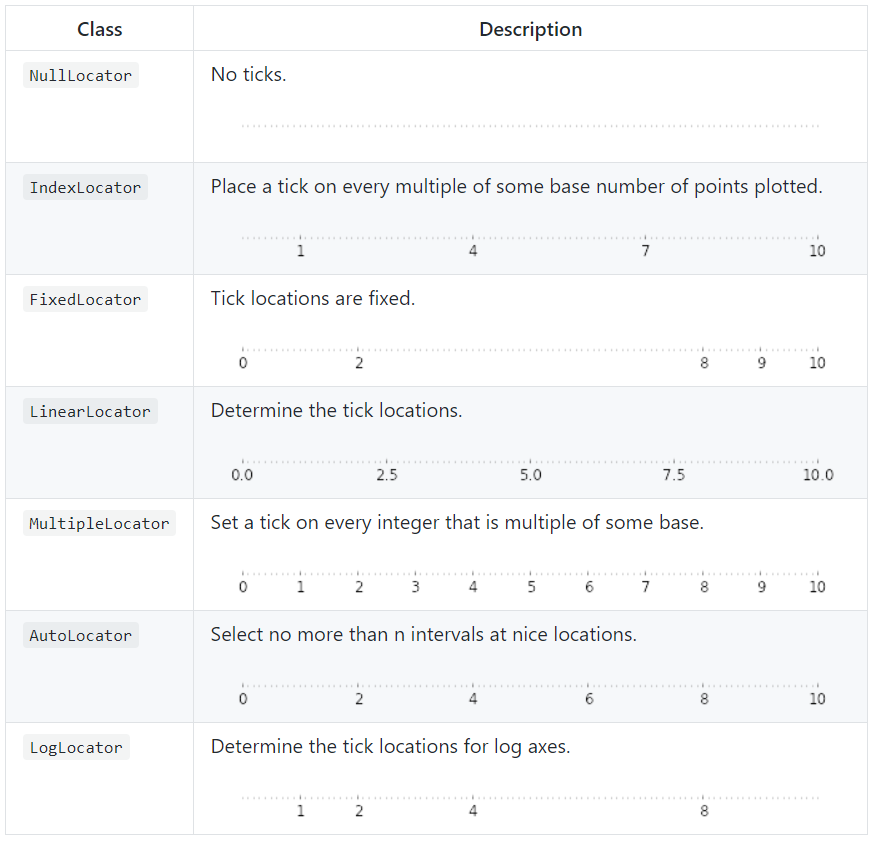 Class Description
NullLocator No ticks.
IndexLocator Place a tick on every multiple of some base number of points plotted.
1 4 7 10
FixedLocator Tick locations are fixed.
0 2 8 9 10
LinearLocator Determine the tick locations.
0.0 2.5 5.0 7.5 10.0
MultipleLocator Set a tick on every integer that is multiple of some base.
0 1 2 3 4 5 6 7 8 9 10
AutoLocator Select no more than n intervals at nice locations.
0 2 4 6 8 10
LogLocator Determine the tick locations for log axes.
1 2 4 8